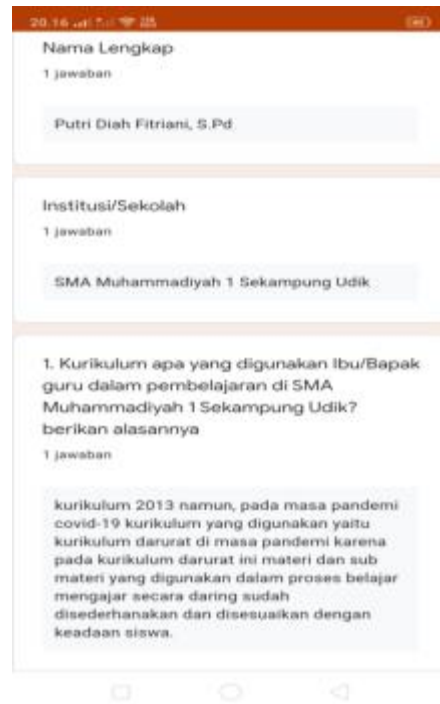 20.16
Nama Lengkap
1 jawaban
Putri Diah Fitriani, S.Pd
Institusi/Sekolah
1 jawaban
SMA Muhammadiyah 1 Sekampung Udik
1. Kurikulum apa yang digunakan Ibu/Bapak
guru dalam pembelajaran di SMA
Muhammadiyah 1 Sekampung Udik?
berikan alasannya
1 jawaban
kurikulum 2013 namun, pada masa pandemi
covid-19 kurikulum yang digunakan yaitu
kurikulum darurat di masa pandemi karena
pada kurikulum darurat ini materi dan sub
materi yang digunakan dalam proses belajar
mengajar secara daring sudah
disederhanakan dan disesuaikan dengan
keadaan siswa.